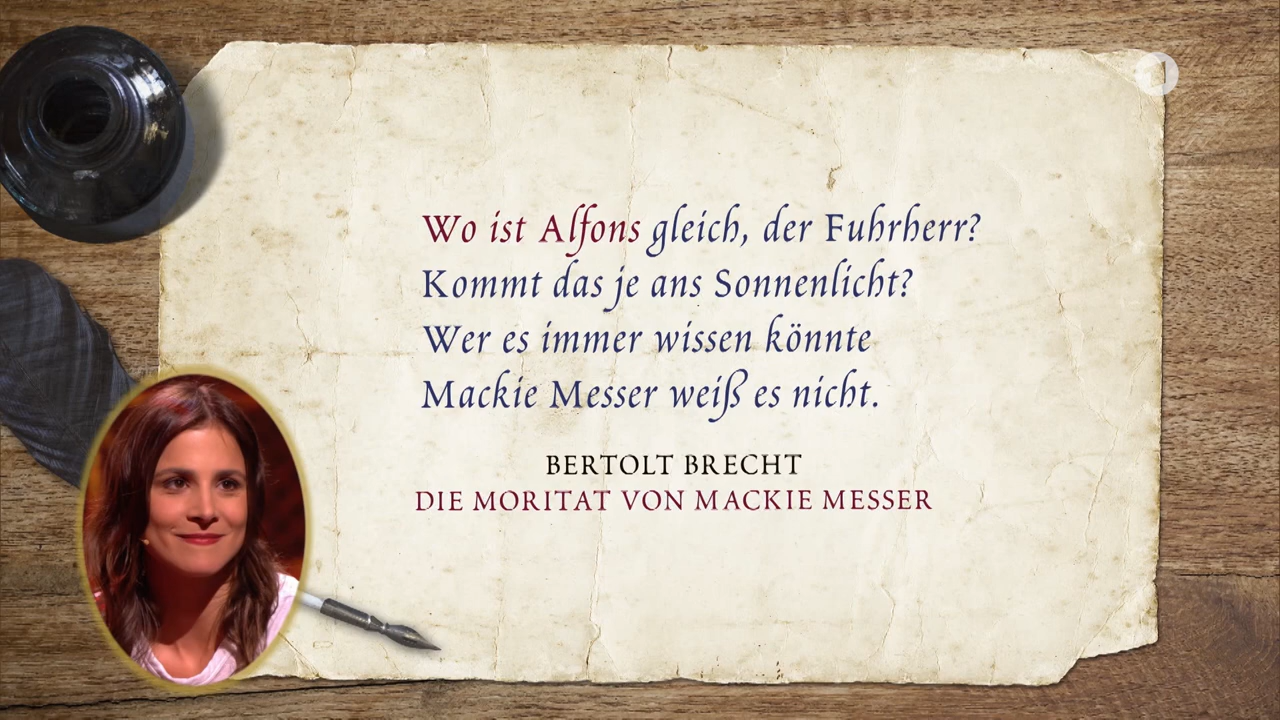 Wo ist Alfons gleich, der Fuhrherr?
Kommt das je ans Sonnenlicht?
Wer es immer wissen könnte
Mackie Messer weiß es nicht.
BERTOLT BRECHT
DIE MORITAT VON MACKIE MESSER